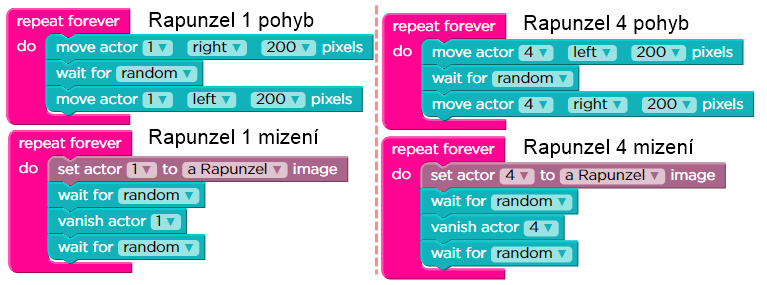 Rapunzel 1 pohyb
repeat forever
do
move actor 1 right 200 pixels
wait for random
move actor 1 left 200 pixels
Rapunzel 1 mizení
repeat forever
do
set actor 1 to a Rapunzel image
wait for random
vanish actor 1
wait for random
Rapunzel 4 pohyb
repeat forever
do
move actor 4 left 200 pixels
wait for random
move actor 4 right 200 pixels
Rapunzel 4 mizení
repeat forever
do
set actor 4 to a Rapunzel image
wait for random
vanish actor 4
wait for random